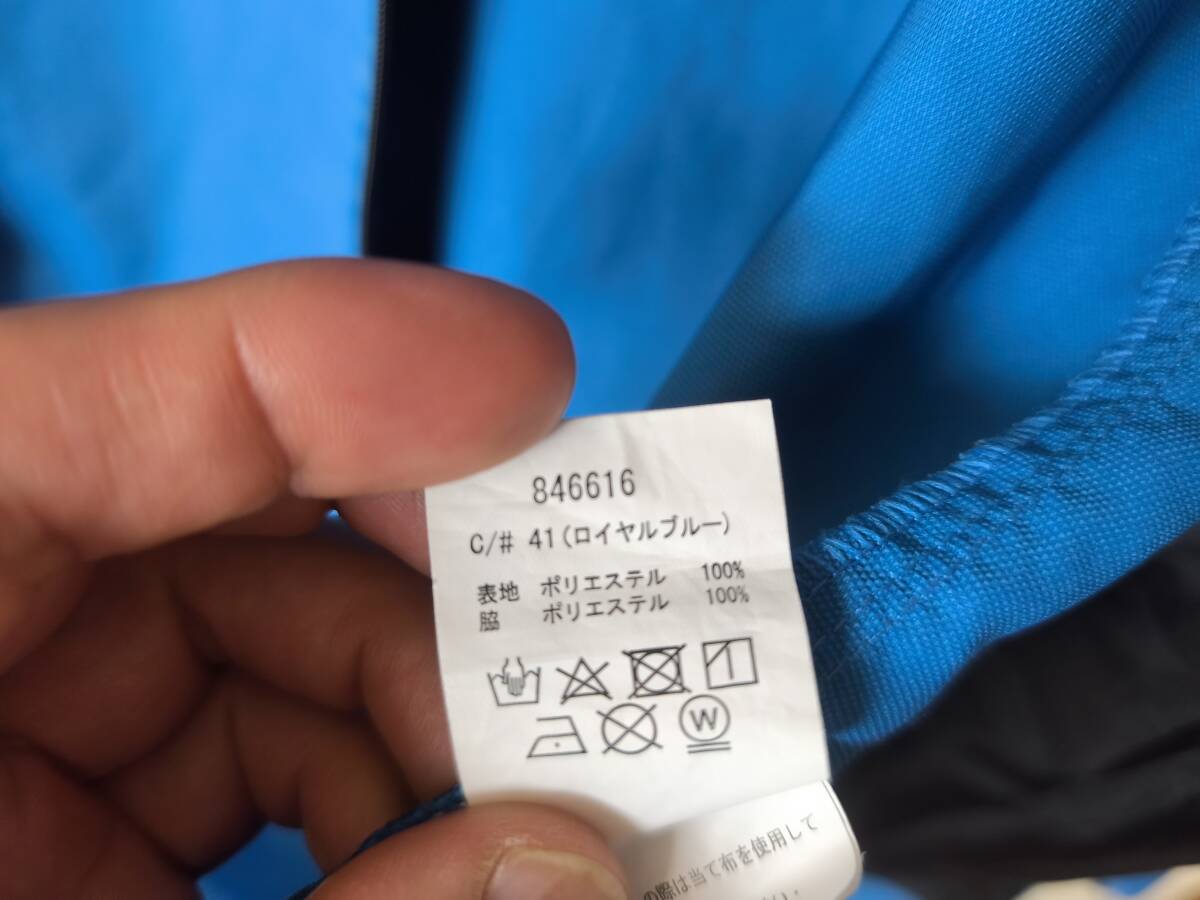 846616
C/# 41(ロイヤルブルー)
表地 ポリエステル 100%
脇 ポリエステル 100%
W
の際は当て布を使用して